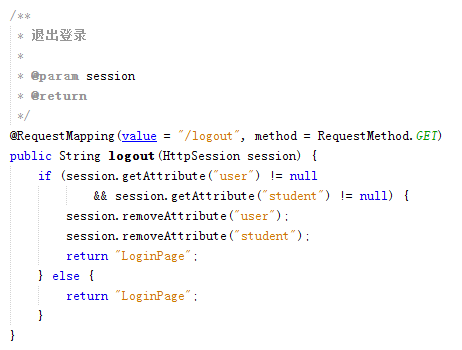 /**
 * 退出登录
 *
 * @param session
 * @return
 */
@RequestMapping(value = "/logout", method = RequestMethod.GET)
public String logout(HttpSession session) {
    if (session.getAttribute("user") != null
            && session.getAttribute("student") != null) {
        session.removeAttribute("user");
        session.removeAttribute("student");
        return "LoginPage";
    } else {
        return "LoginPage";
    }
}